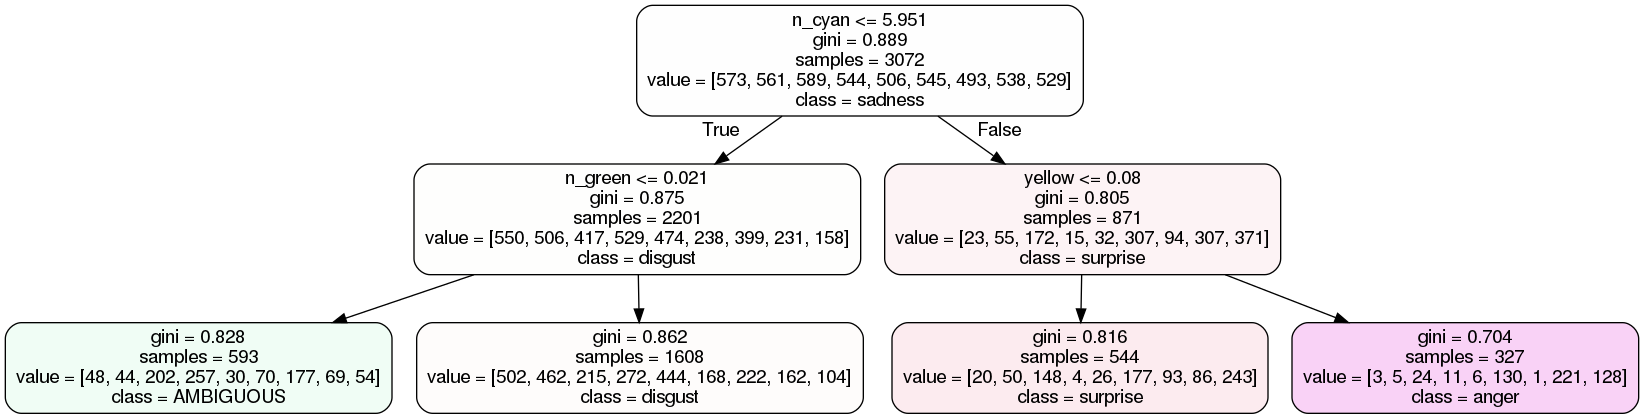 n_cyan <= 5.951
gini = 0.889
samples = 3072
value = [573, 561, 589, 544, 506, 545, 493, 538, 529]
class = sadness
True
False
n_green <= 0.021
gini = 0.875
samples = 2201
value = [550, 506, 417, 529, 474, 238, 399, 231, 158]
class = disgust
yellow <= 0.08
gini = 0.805
samples = 871
value = [23, 55, 172, 15, 32, 307, 94, 307, 371]
class = surprise
gini = 0.828
samples = 593
value = [48, 44, 202, 257, 30, 70, 177, 69, 54]
class = AMBIGUOUS
gini = 0.862
samples = 1608
value = [502, 462, 215, 272, 444, 168, 222, 162, 104]
class = disgust
gini = 0.816
samples = 544
value = [20, 50, 148, 4, 26, 177, 93, 86, 243]
class = surprise
gini = 0.704
samples = 327
value = [3, 5, 24, 11, 6, 130, 1, 221, 128]
class = anger